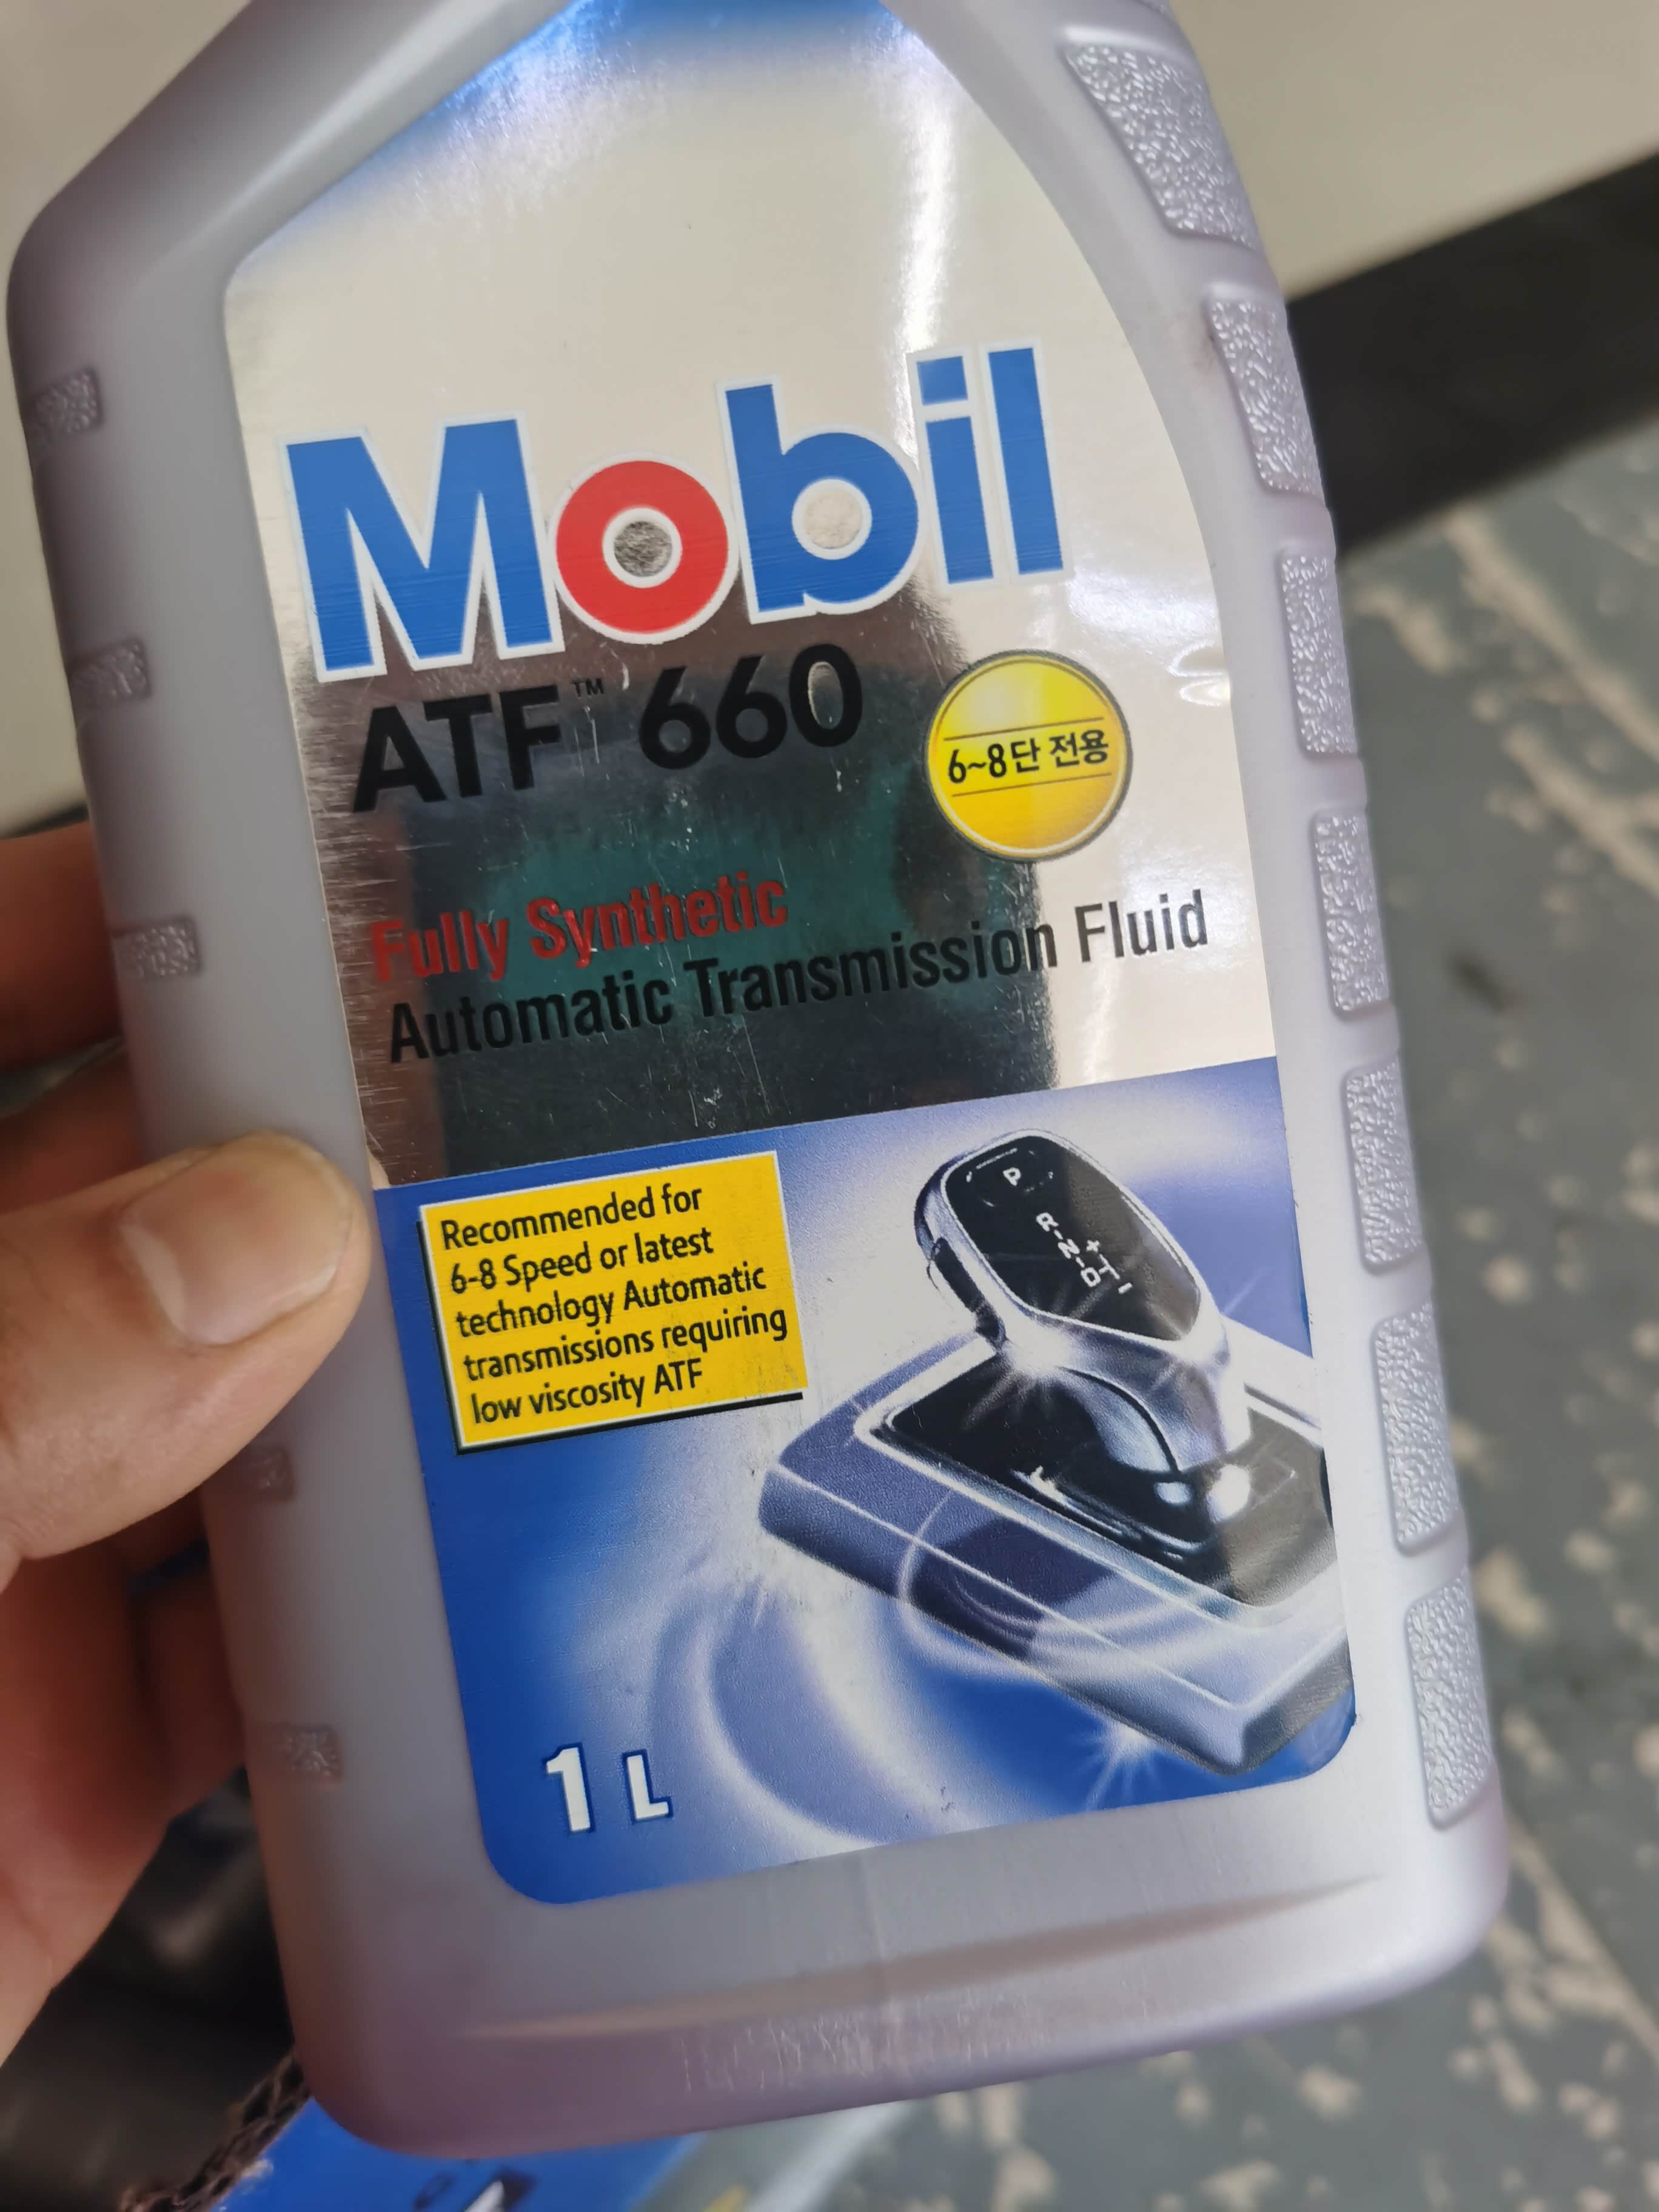 Mobil
ATF™ 660
6~8단 전용
Fully Synthetic
Automatic Transmission Fluid
Recommended for
6-8 Speed or latest
technology Automatic
transmissions requiring
low viscosity ATF
P
R-N-D
+
1 L